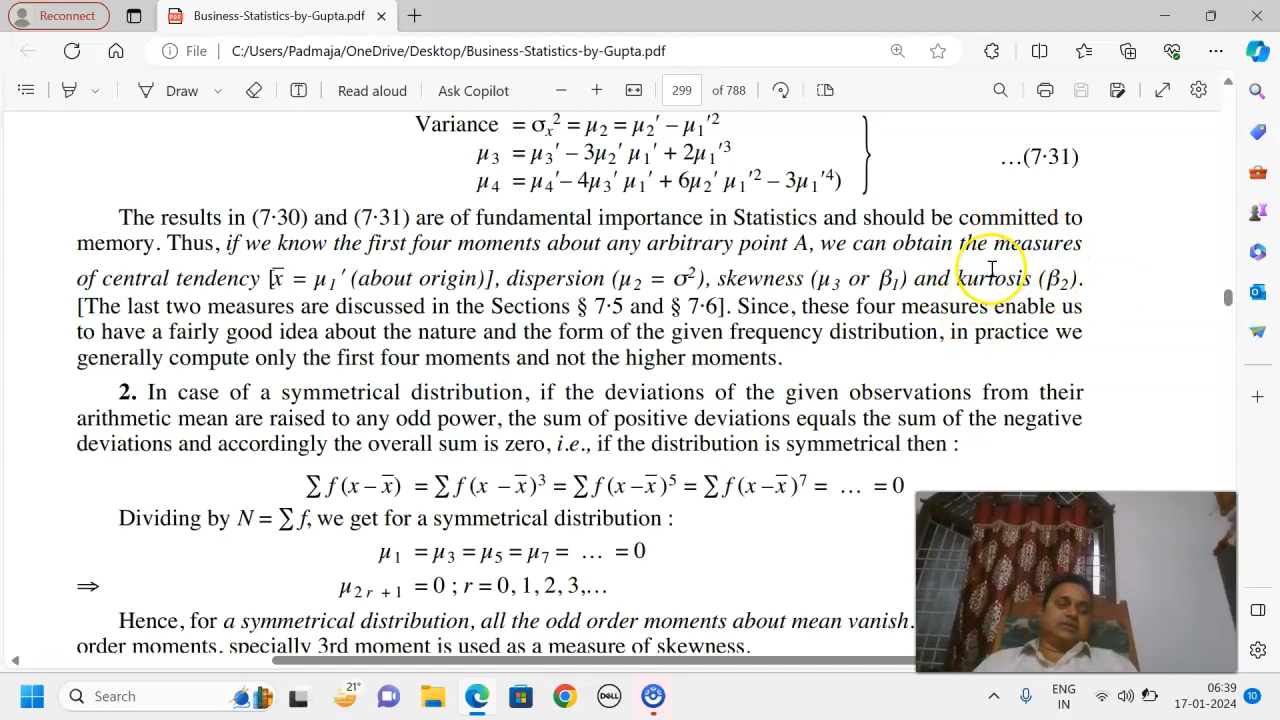 Reconnect
Business-Statistics-by-Gupta.pdf
File
C:/Users/Padmaja/OneDrive/Desktop/Business-Statistics-by-Gupta.pdf
Draw
Read aloud
Ask Copilot
299 of 788
Variance = σₓ² = μ₂ = μ₂′ – μ₁′²
μ₃ = μ₃′ – 3μ₂′ μ₁′ + 2μ₁′³ …(7·31)
μ₄ = μ₄′– 4μ₃′ μ₁′ + 6μ₂′ μ₁′² – 3μ₁′⁴)
The results in (7·30) and (7·31) are of fundamental importance in Statistics and should be committed to
memory. Thus, if we know the first four moments about any arbitrary point A, we can obtain the measures
of central tendency [x̅ = μ₁′ (about origin)], dispersion (μ₂ = σ²), skewness (μ₃ or β₁) and kurtosis (β₂).
[The last two measures are discussed in the Sections § 7·5 and § 7·6]. Since, these four measures enable us
to have a fairly good idea about the nature and the form of the given frequency distribution, in practice we
generally compute only the first four moments and not the higher moments.
2. In case of a symmetrical distribution, if the deviations of the given observations from their
arithmetic mean are raised to any odd power, the sum of positive deviations equals the sum of the negative
deviations and accordingly the overall sum is zero, i.e., if the distribution is symmetrical then :
∑ f (x – x̅) = ∑ f (x – x̅)³ = ∑ f (x – x̅)⁵ = ∑ f (x – x̅)⁷ = … = 0
Dividing by N = ∑ f, we get for a symmetrical distribution :
μ₁ = μ₃ = μ₅ = μ₇ = … = 0
⇒ μ₂ᵣ ₊ ₁ = 0 ; r = 0, 1, 2, 3,…
Hence, for a symmetrical distribution, all the odd order moments about mean vanish.
order moments, specially 3rd moment is used as a measure of skewness.
Search
21°
DELL
ENG
IN
06:39
17-01-2024
10